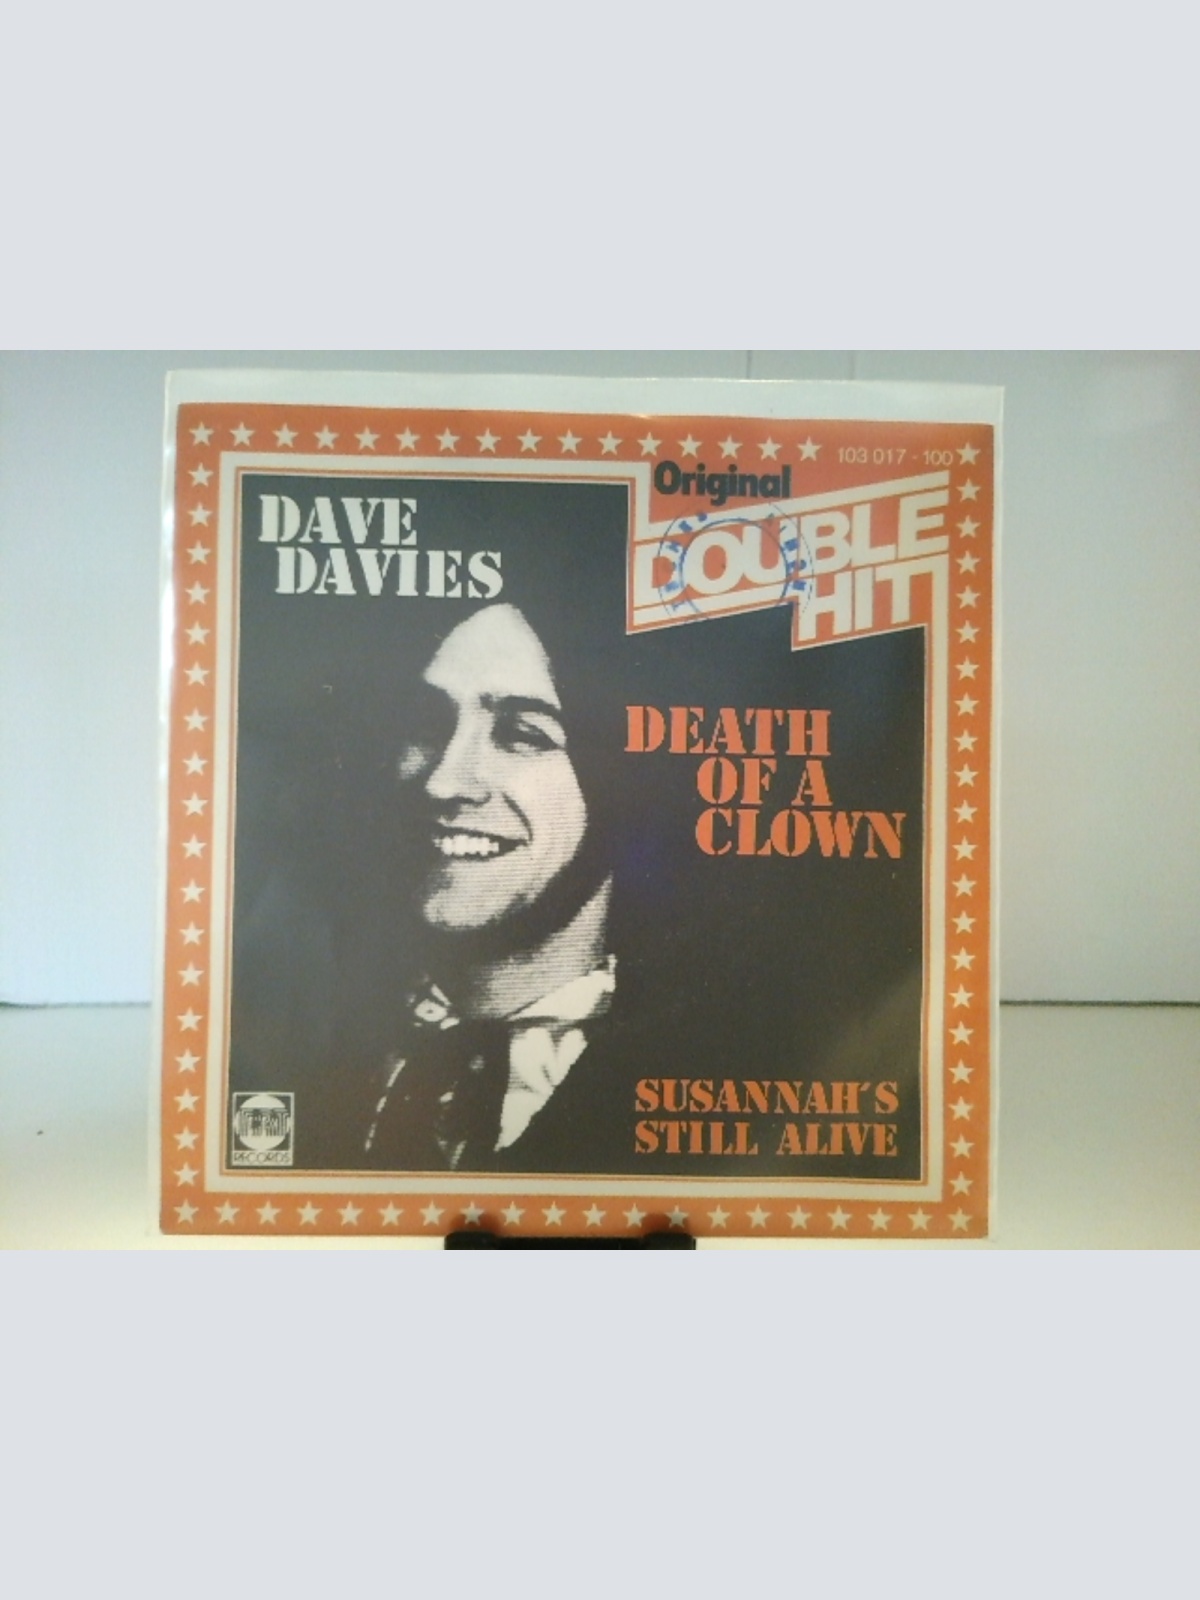 103 017 - 100
Original
DOUBLE
HIT
DAVE
DAVIES
DEATH
OF A
CLOWN
SUSANNAH´S
STILL ALIVE
RECORDS